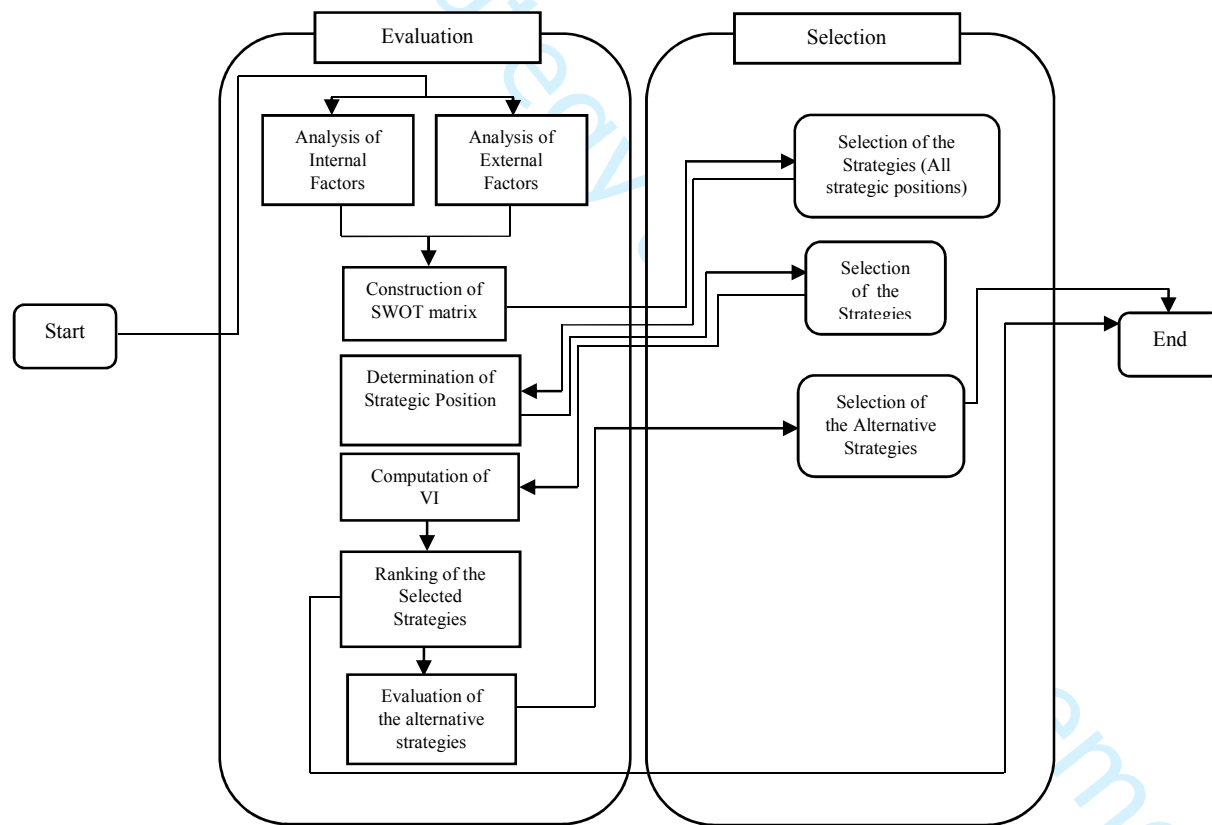 Evaluation
Selection
Analysis of
Internal
Factors
Analysis of
External
Factors
Selection of the
Strategies (All
strategic positions)
Construction of
SWOT matrix
Selection
of the
Strategies
Start
End
Determination of
Strategic Position
Selection of
the Alternative
Strategies
Computation of
VI
Ranking of the
Selected
Strategies
Evaluation of
the alternative
strategies